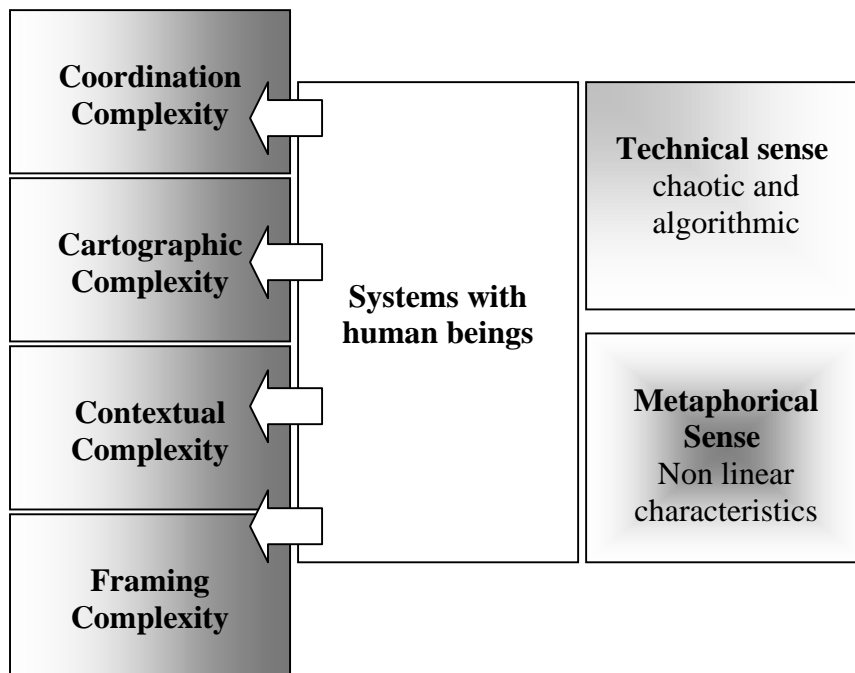 Coordination
Complexity
Cartographic
Complexity
Contextual
Complexity
Framing
Complexity
Systems with
human beings
Technical sense
chaotic and
algorithmic
Metaphorical
Sense
Non linear
characteristics